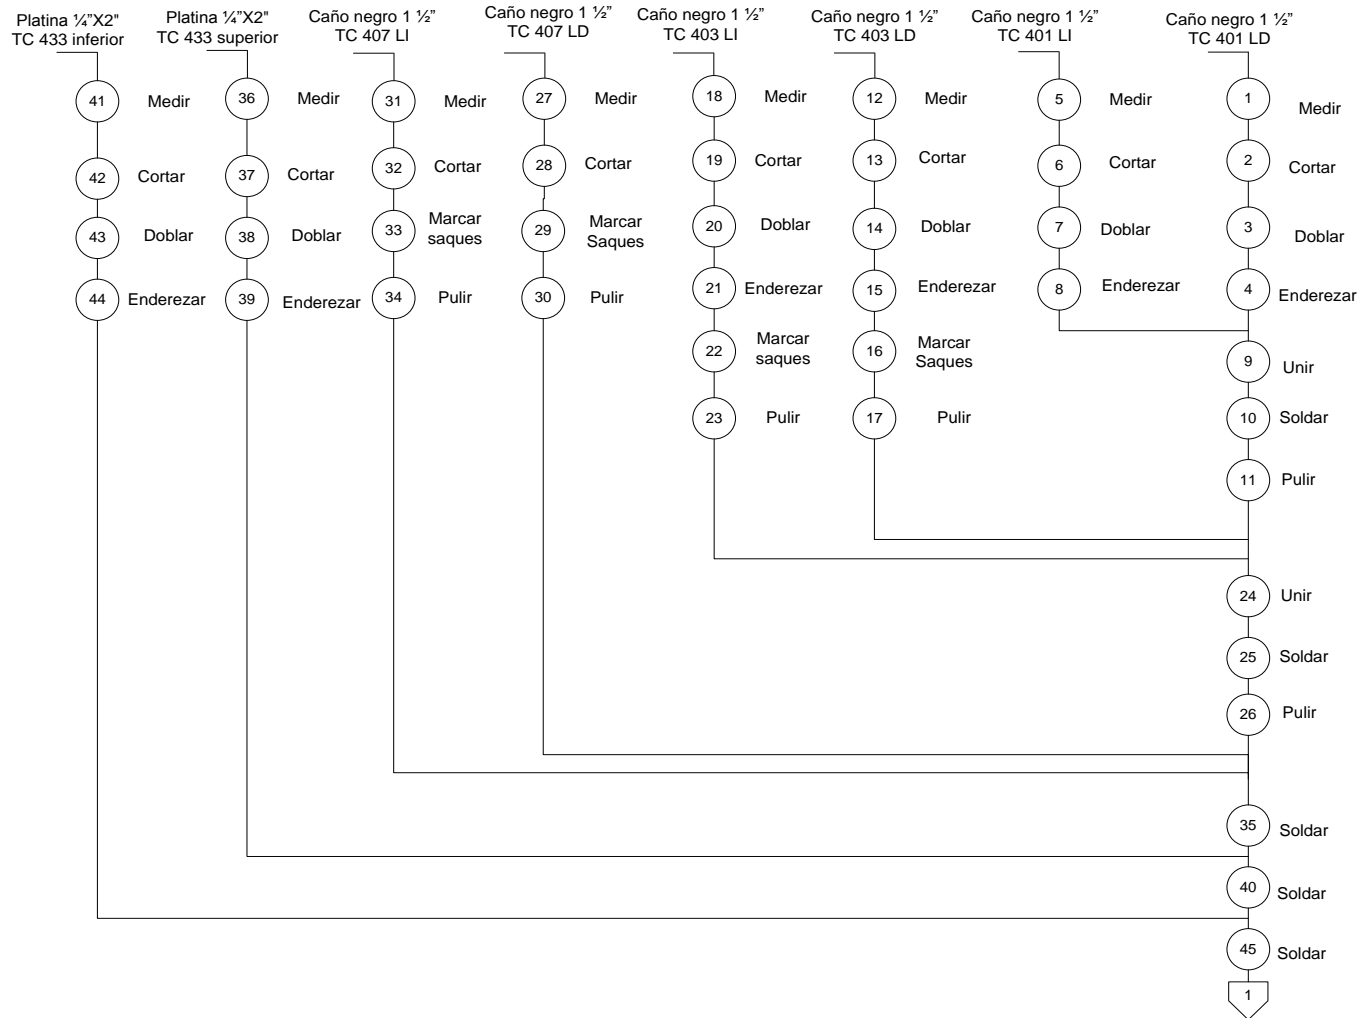 Platina ¼”X2"
TC 433 inferior
Platina ¼”X2"
TC 433 superior
Caño negro 1 ½”
TC 407 LI
Caño negro 1 ½”
TC 407 LD
Caño negro 1 ½”
TC 403 LI
Caño negro 1 ½”
TC 403 LD
Caño negro 1 ½”
TC 401 LI
Caño negro 1 ½”
TC 401 LD
41 Medir
42 Cortar
43 Doblar
44 Enderezar
36 Medir
37 Cortar
38 Doblar
39 Enderezar
31 Medir
32 Cortar
33 Marcar
saques
34 Pulir
27 Medir
28 Cortar
29 Marcar
Saques
30 Pulir
18 Medir
19 Cortar
20 Doblar
21 Enderezar
22 Marcar
saques
23 Pulir
12 Medir
13 Cortar
14 Doblar
15 Enderezar
16 Marcar
Saques
17 Pulir
5 Medir
6 Cortar
7 Doblar
8 Enderezar
1 Medir
2 Cortar
3 Doblar
4 Enderezar
9 Unir
10 Soldar
11 Pulir
24 Unir
25 Soldar
26 Pulir
35 Soldar
40 Soldar
45 Soldar
1